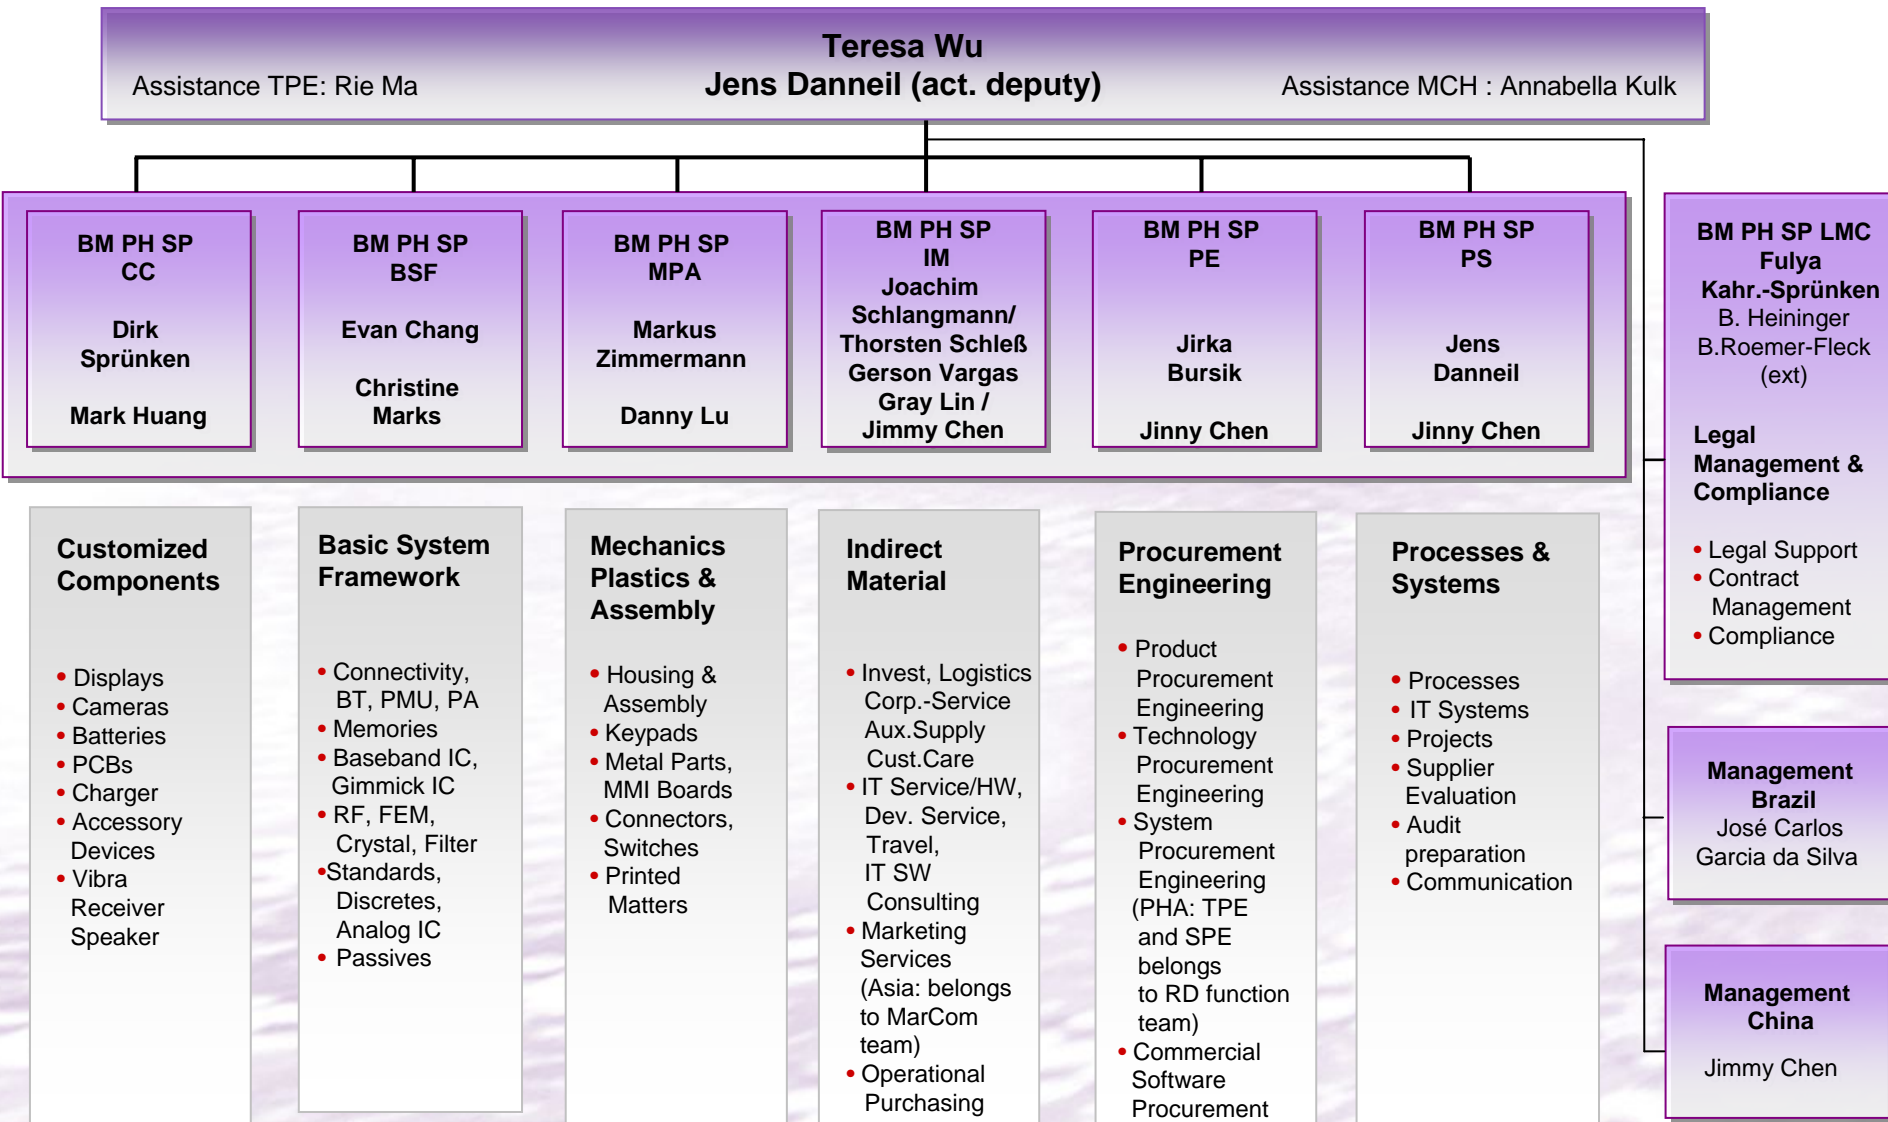 Teresa Wu
Assistance TPE: Rie Ma
Jens Danneil (act. deputy)
Assistance MCH : Annabella Kulk
BM PH SP
CC
Dirk
Sprünken
Mark Huang
BM PH SP
BSF
Evan Chang
Christine
Marks
BM PH SP
MPA
Markus
Zimmermann
Danny Lu
BM PH SP
IM
Joachim
Schlangmann/
Thorsten Schleß
Gerson Vargas
Gray Lin /
Jimmy Chen
BM PH SP
PE
Jirka
Bursik
Jinny Chen
BM PH SP
PS
Jens
Danneil
Jinny Chen
BM PH SP LMC
Fulya
Kahr.-Sprünken
B. Heininger
B.Roemer-Fleck
(ext)
Legal
Management &
Compliance
• Legal Support
• Contract
Management
• Compliance
Customized
Components
• Displays
• Cameras
• Batteries
• PCBs
• Charger
• Accessory
Devices
• Vibra
Receiver
Speaker
Basic System
Framework
• Connectivity,
BT, PMU, PA
• Memories
• Baseband IC,
Gimmick IC
• RF, FEM,
Crystal, Filter
•Standards,
Discretes,
Analog IC
• Passives
Mechanics
Plastics &
Assembly
• Housing &
Assembly
• Keypads
• Metal Parts,
MMI Boards
• Connectors,
Switches
• Printed
Matters
Indirect
Material
• Invest, Logistics
Corp.-Service
Aux.Supply
Cust.Care
• IT Service/HW,
Dev. Service,
Travel,
IT SW
Consulting
• Marketing
Services
(Asia: belongs
to MarCom
team)
• Operational
Purchasing
Procurement
Engineering
• Product
Procurement
Engineering
• Technology
Procurement
Engineering
• System
Procurement
Engineering
(PHA: TPE
and SPE
belongs
to RD function
team)
• Commercial
Software
Procurement
Processes &
Systems
• Processes
• IT Systems
• Projects
• Supplier
Evaluation
• Audit
preparation
• Communication
Management
Brazil
José Carlos
Garcia da Silva
Management
China
Jimmy Chen